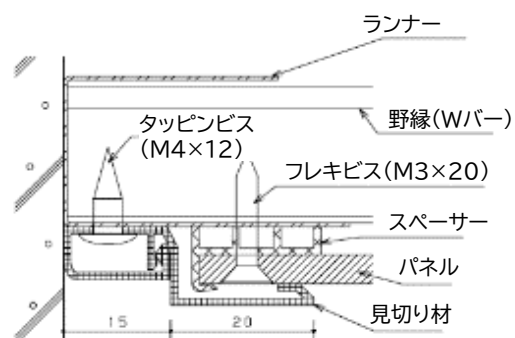 ランナー
野縁(Wバー)
タッピンビス
(M4×12)
フレキビス(M3×20)
スペーサー
パネル
見切り材
15
20